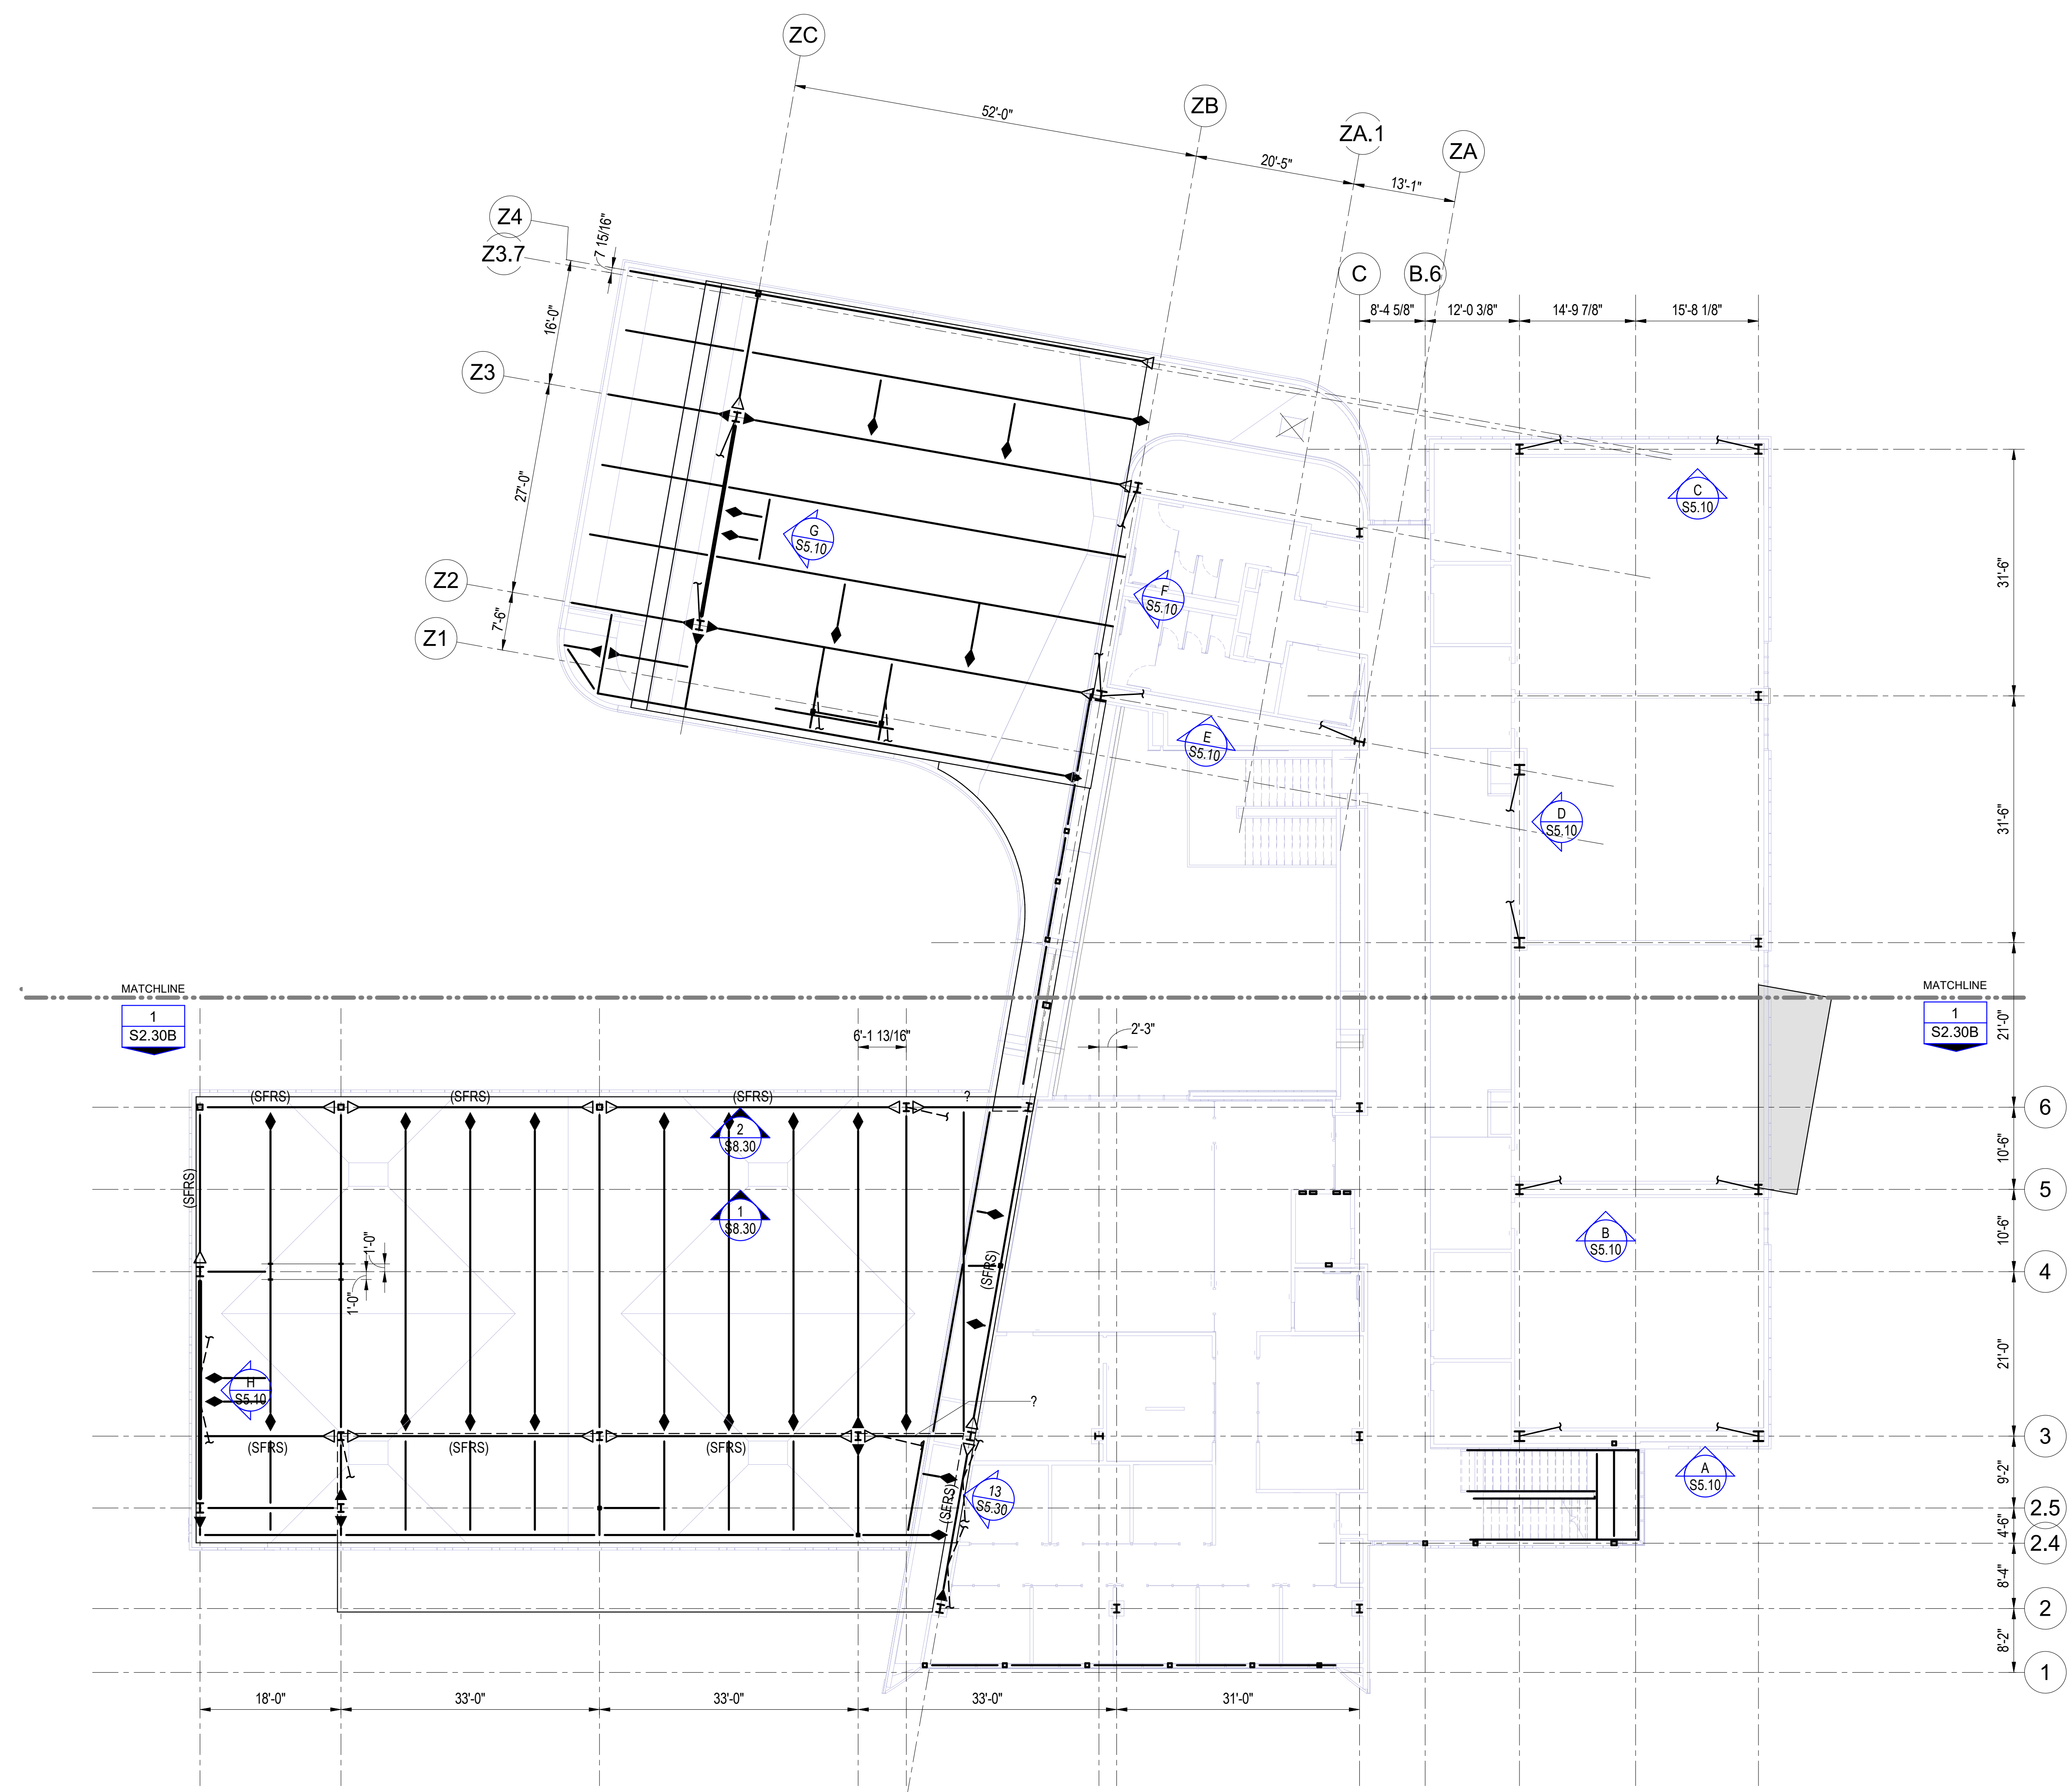 ZC
52'-0"
ZB
20'-5"
ZA.1
13'-1"
ZA
Z4
7 15/16"
Z3.7
C
B.6
8'-4 5/8"
12'-0 3/8"
14'-9 7/8"
15'-8 1/8"
16'-0"
Z3
27'-0"
C
S5.10
G
S5.10
31'-6"
Z2
F
S5.10
7'-6"
Z1
E
S5.10
D
S5.10
31'-6"
MATCHLINE
MATCHLINE
1
S2.30B
1
S2.30B
21'-0"
6'-1 13/16"
2'-3"
(SFRS)
(SFRS)
(SFRS)
?
6
2
S8.30
10'-6"
(SFRS)
5
1
S8.30
B
S5.10
10'-6"
1'-0"
1'-0"
(SFRS)
4
21'-0"
H
S5.10
?
(SFRS)
(SFRS)
(SFRS)
3
A
S5.10
9'-2"
13
S5.30
(SFRS)
2.5
4'-6"
2.4
8'-4"
2
8'-2"
1
18'-0"
33'-0"
33'-0"
33'-0"
31'-0"